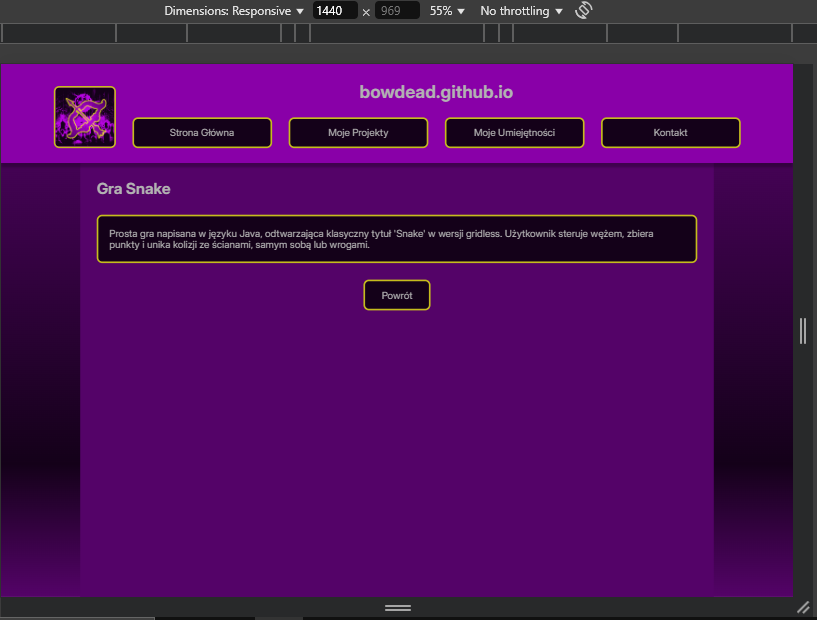 Dimensions: Responsive 1440 x 969 55% No throttling
bowdead.github.io
Strona Główna Moje Projekty Moje Umiejętności Kontakt
Gra Snake
Prosta gra napisana w języku Java, odtwarzająca klasyczny tytuł 'Snake' w wersji gridless. Użytkownik steruje wężem, zbiera
punkty i unika kolizji ze ścianami, samym sobą lub wrogami.
Powrót